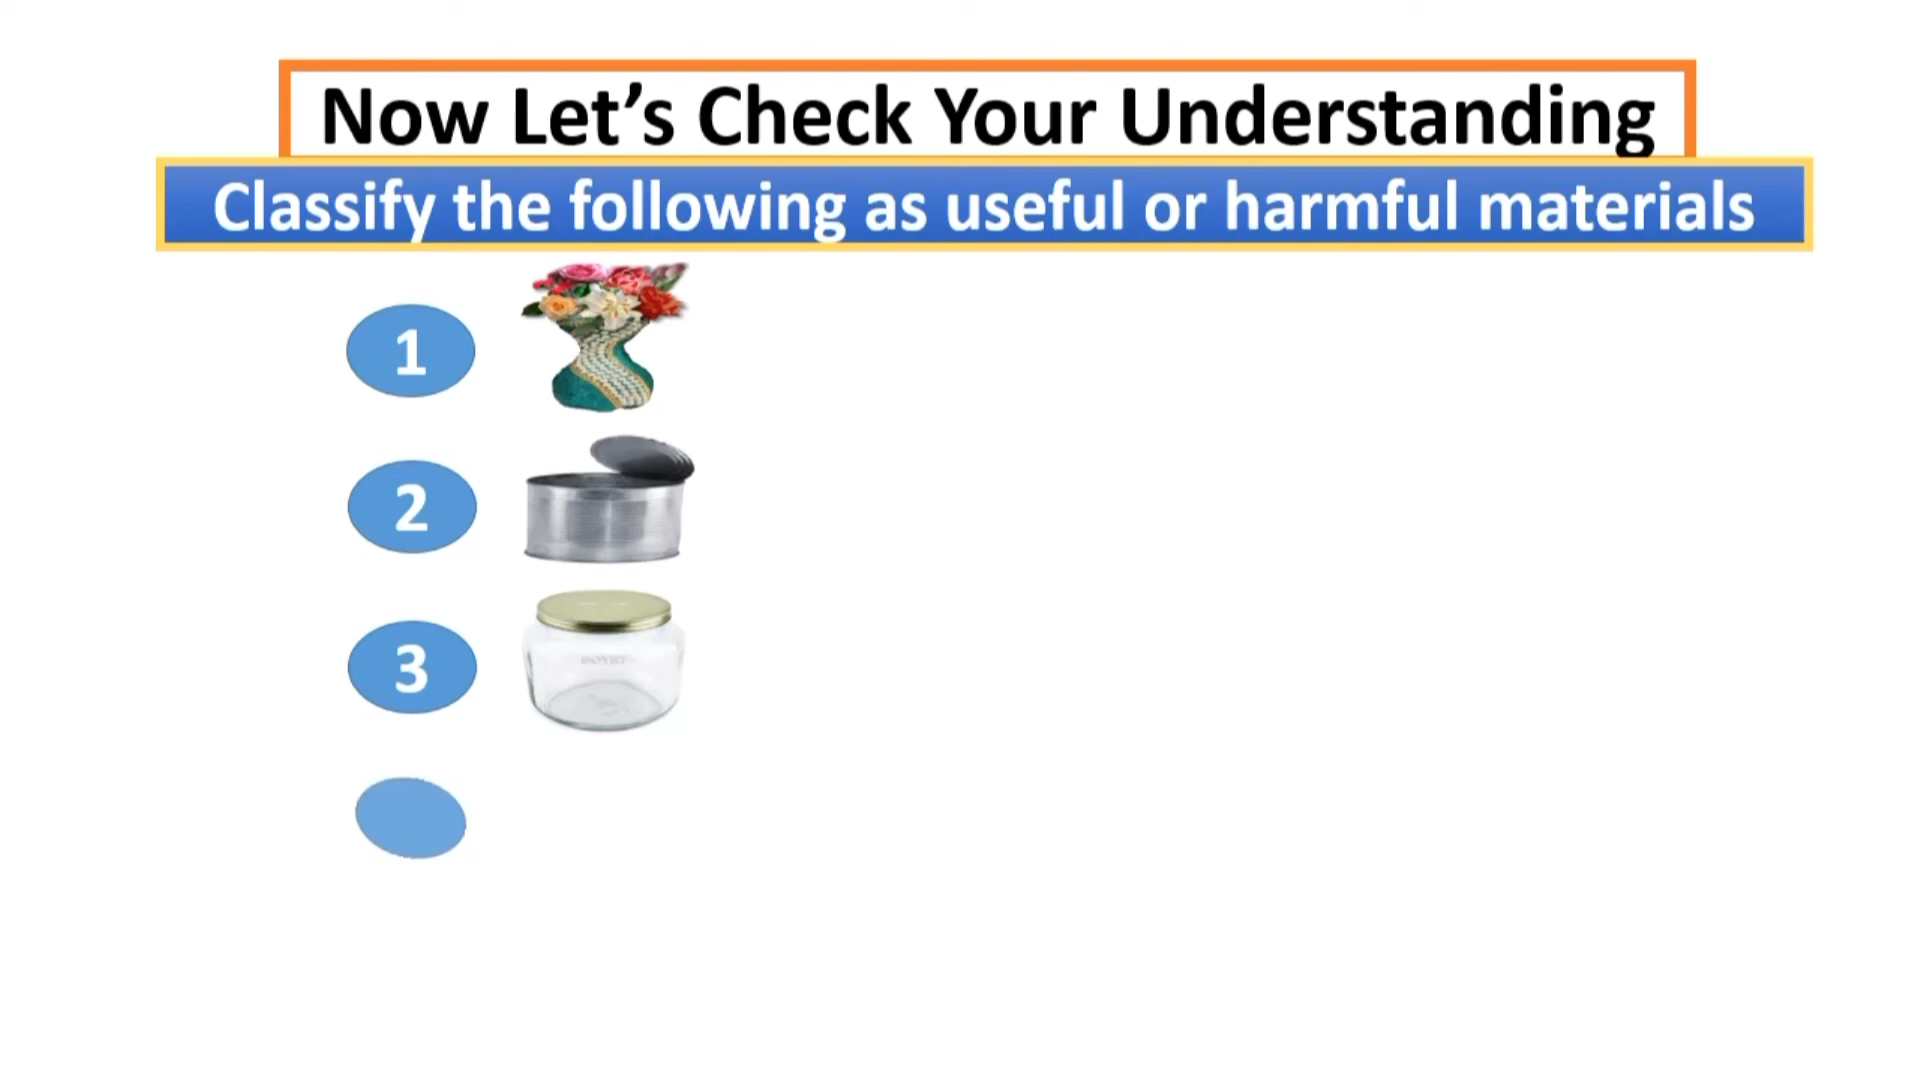 Now Let's Check Your Understanding
Classify the following as useful or harmful materials
1
2
3